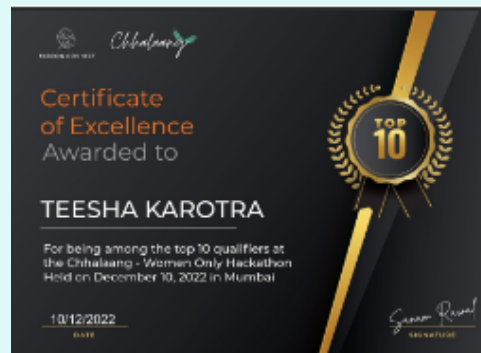 Chhalaang
Certificate
of Excellence
Awarded to
TOP
10
TEESHA KAROTRA
For being among the top 10 qualifiers at
the Chhalaang - Women Only Hackathon
Held on December 10, 2022 in Mumbai
10/12/2022
DATE
SIGNATURE